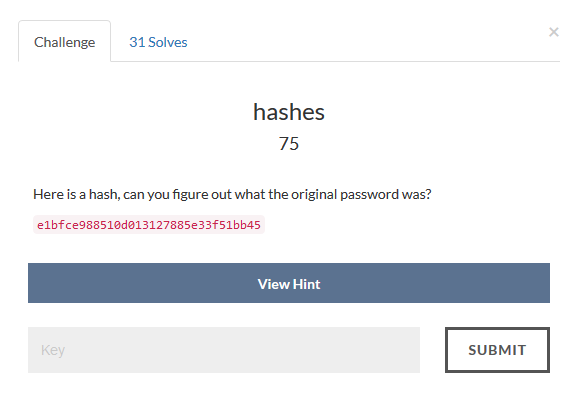 Challenge
31 Solves
×
hashes
75
Here is a hash, can you figure out what the original password was?
e1bfce988510d013127885e33f51bb45
View Hint
Key
SUBMIT